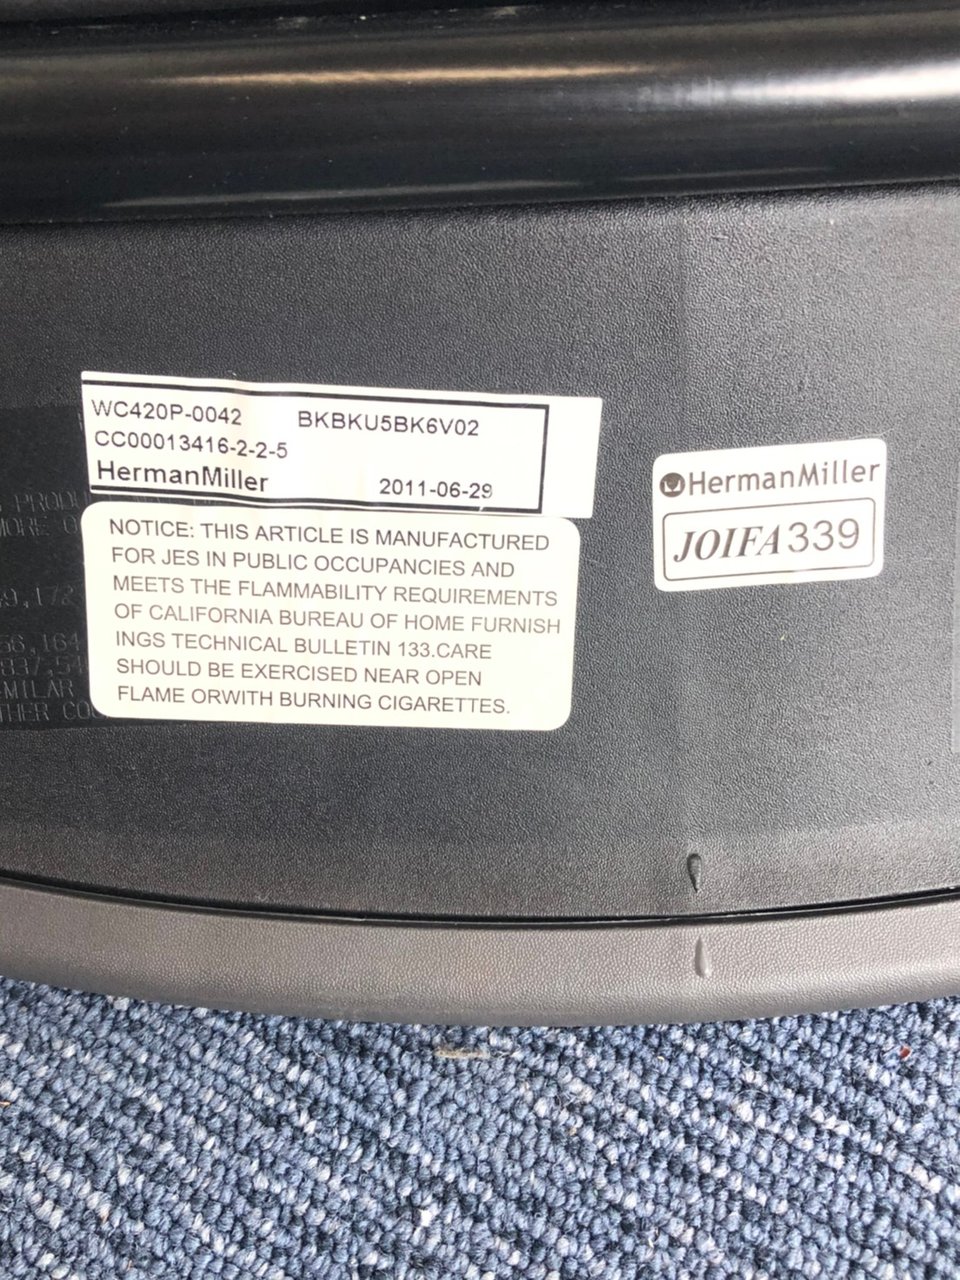 WC420P-0042 BKBKU5BK6V02
CC00013416-2-2-5
HermanMiller 2011-06-29
NOTICE: THIS ARTICLE IS MANUFACTURED
FOR JES IN PUBLIC OCCUPANCIES AND
MEETS THE FLAMMABILITY REQUIREMENTS
OF CALIFORNIA BUREAU OF HOME FURNISH
INGS TECHNICAL BULLETIN 133.CARE
SHOULD BE EXERCISED NEAR OPEN
FLAME ORWITH BURNING CIGARETTES.
HermanMiller
JOIFA339
MORE